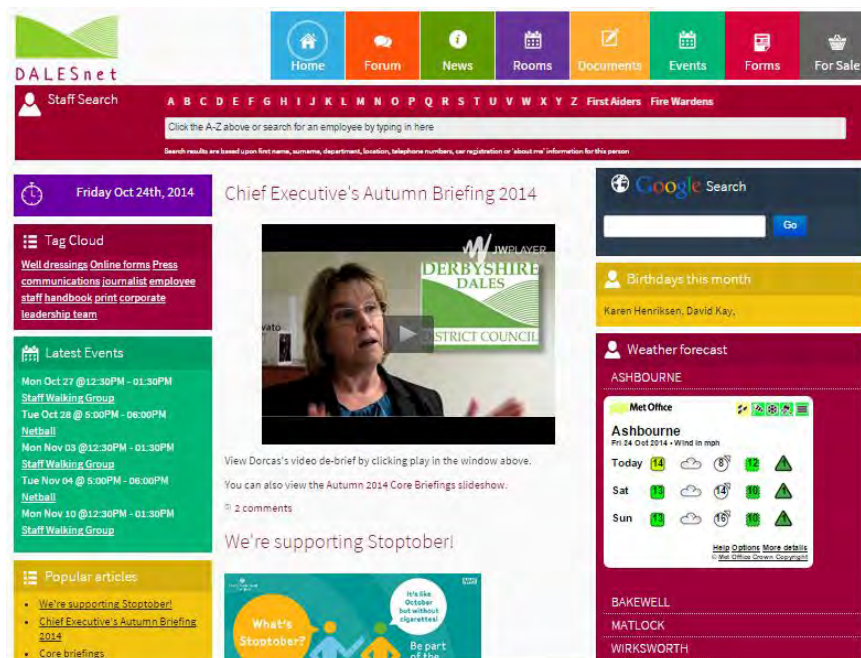 DALESnet
Home
Forum
News
Rooms
Documents
Events
Forms
For Sale
Staff Search
A B C D E F G H I J K L M N O P Q R S T U V W X Y Z First Aiders Fire Wardens
Click the A-Z above or search for an employee by typing in here
Search results are based upon first name, surname, department, location, telephone numbers, car registration or 'about me' information for this person
Friday Oct 24th, 2014
Tag Cloud
Well dressings Online forms Press
communications journalist employee
staff handbook print corporate
leadership team
Latest Events
Mon Oct 27 @12:30PM - 01:30PM
Staff Walking Group
Tue Oct 28 @ 5:00PM - 06:00PM
Netball
Mon Nov 03 @12:30PM - 01:30PM
Staff Walking Group
Tue Nov 04 @ 5:00PM - 06:00PM
Netball
Mon Nov 10 @12:30PM - 01:30PM
Staff Walking Group
Popular articles
We're supporting Stoptober!
Chief Executive's Autumn Briefing
2014
Core briefings
Chief Executive's Autumn Briefing 2014
JWPLAYER
DERBYSHIRE
DALES
DISTRICT COUNCIL
View Dorcas's video de-brief by clicking play in the window above.
You can also view the Autumn 2014 Core Briefings slideshow.
2 comments
We're supporting Stoptober!
What's
Stoptober?
It's like
October
but without
cigarettes!
Be part
of the
Google Search
Go
Birthdays this month
Karen Henriksen, David Kay,
Weather forecast
ASHBOURNE
Met Office
Ashbourne
Fri 24 Oct 2014 • Wind in mph
Today 14 8 12
Sat 13 14 10
Sun 13 16 10
Help Options More details
© Met Office Crown Copyright
BAKEWELL
MATLOCK
WIRKSWORTH